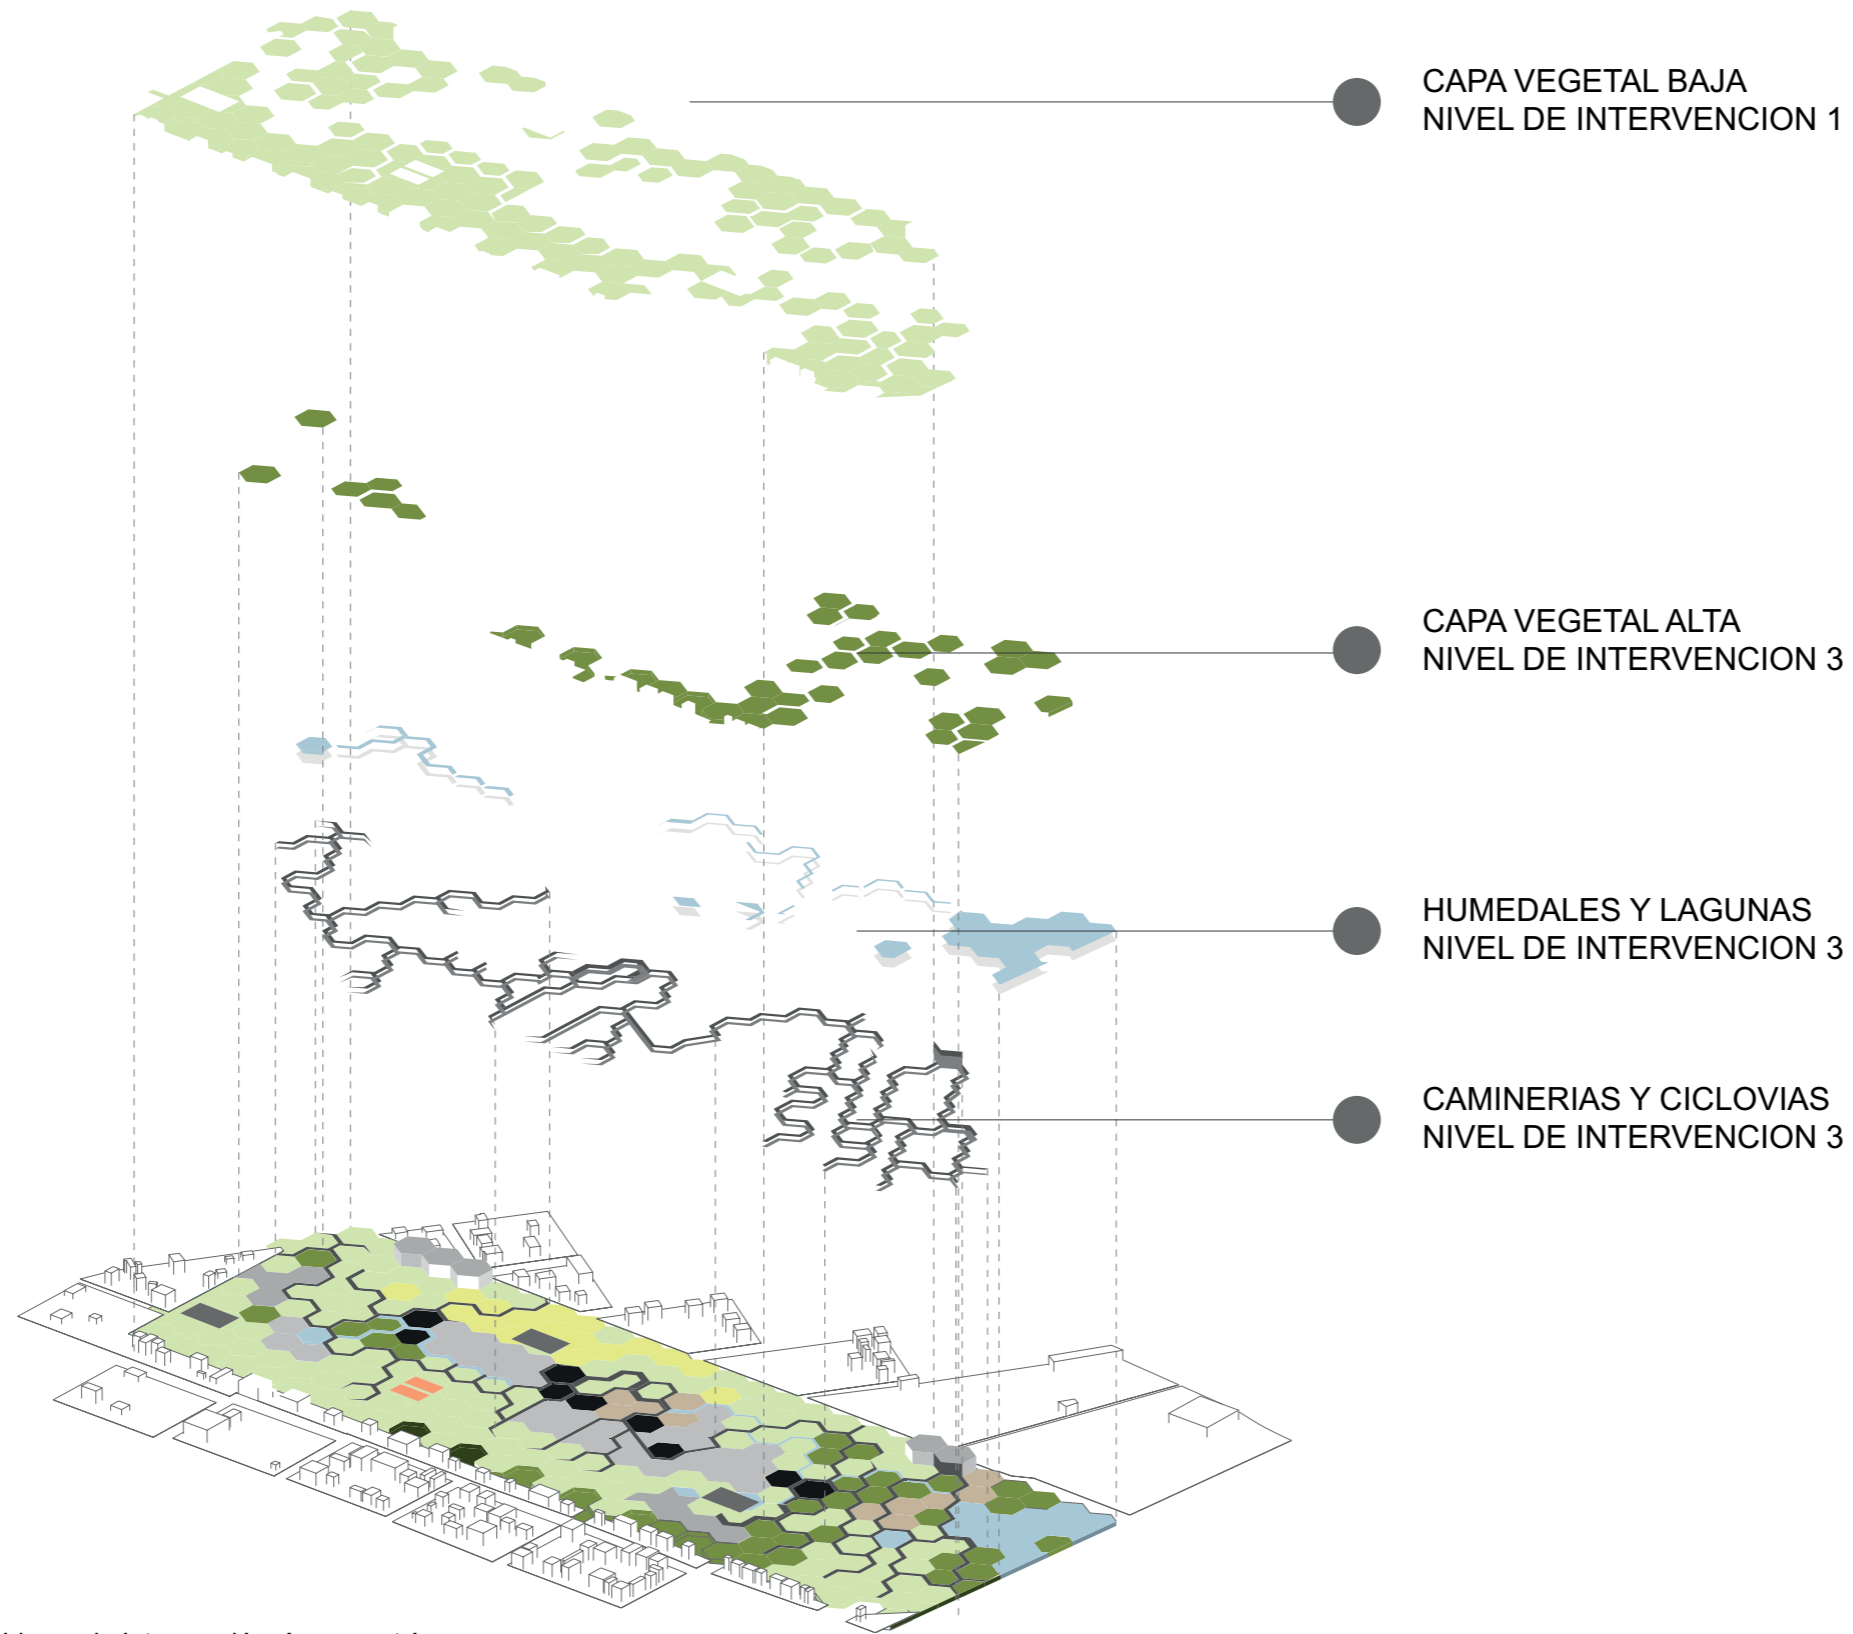 CAPA VEGETAL BAJA
NIVEL DE INTERVENCION 1
CAPA VEGETAL ALTA
NIVEL DE INTERVENCION 3
HUMEDALES Y LAGUNAS
NIVEL DE INTERVENCION 3
CAMINERIAS Y CICLOVIAS
NIVEL DE INTERVENCION 3